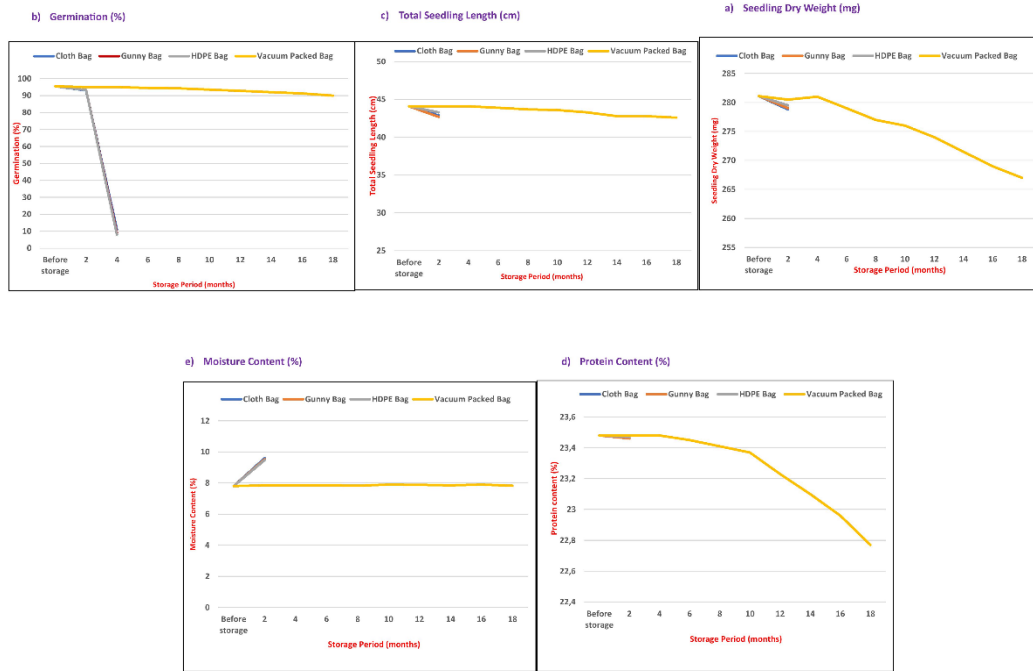 b) Germination (%)
Cloth Bag Gunny Bag HDPE Bag Vacuum Packed Bag
100
90
80
70
60
50
40
30
20
10
0
Germination (%)
Before storage 2 4 6 8 10 12 14 16 18
Storage Period (months)
c) Total Seedling Length (cm)
Cloth Bag Gunny Bag HDPE Bag Vacuum Packed Bag
50
45
40
35
30
25
Total Seedling Length (cm)
Before storage 2 4 6 8 10 12 14 16 18
Storage Period (months)
a) Seedling Dry Weight (mg)
Cloth Bag Gunny Bag HDPE Bag Vacuum Packed Bag
285
280
275
270
265
260
255
Seedling Dry Weight (mg)
Before storage 2 4 6 8 10 12 14 16 18
Storage Period (months)
e) Moisture Content (%)
Cloth Bag Gunny Bag HDPE Bag Vacuum Packed Bag
12
10
8
6
4
2
0
Moisture Content (%)
Before storage 2 4 6 8 10 12 14 16 18
Storage Period (months)
d) Protein Content (%)
Cloth Bag Gunny Bag HDPE Bag Vacuum Packed Bag
23,6
23,4
23,2
23
22,8
22,6
22,4
Protein content (%)
Before storage 2 4 6 8 10 12 14 16 18
Storage Period (months)